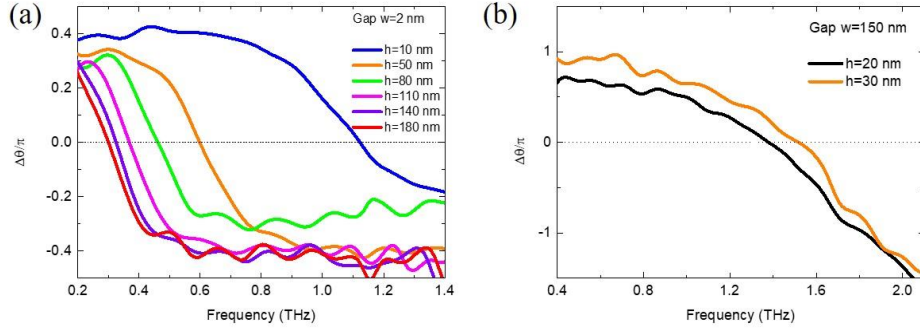 (a)
Gap w=2 nm
h=10 nm
h=50 nm
h=80 nm
h=110 nm
h=140 nm
h=180 nm
0.4
0.2
0.0
-0.2
-0.4
Δθ/π
0.2 0.4 0.6 0.8 1.0 1.2 1.4
Frequency (THz)
(b)
Gap w=150 nm
h=20 nm
h=30 nm
1
0
-1
Δθ/π
0.4 0.8 1.2 1.6 2.0
Frequency (THz)